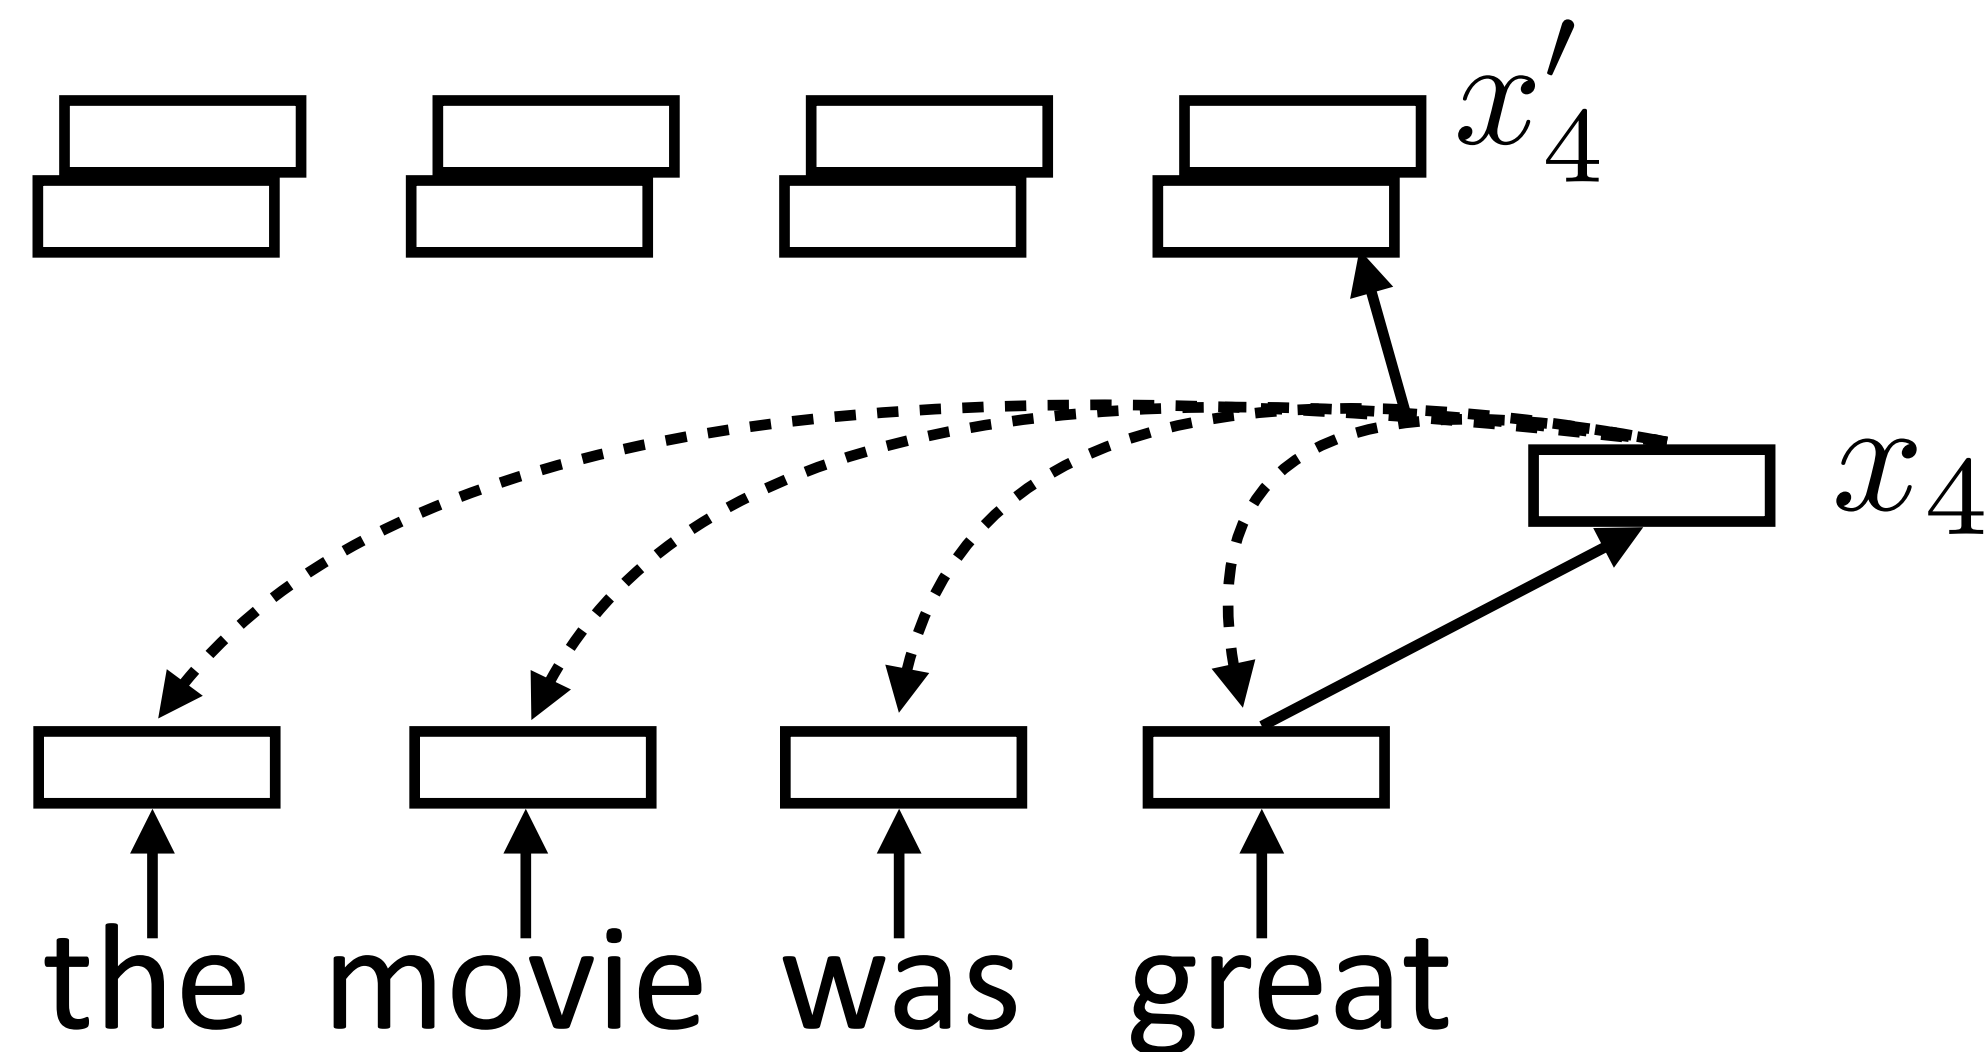 x′₄
x₄
the movie was great